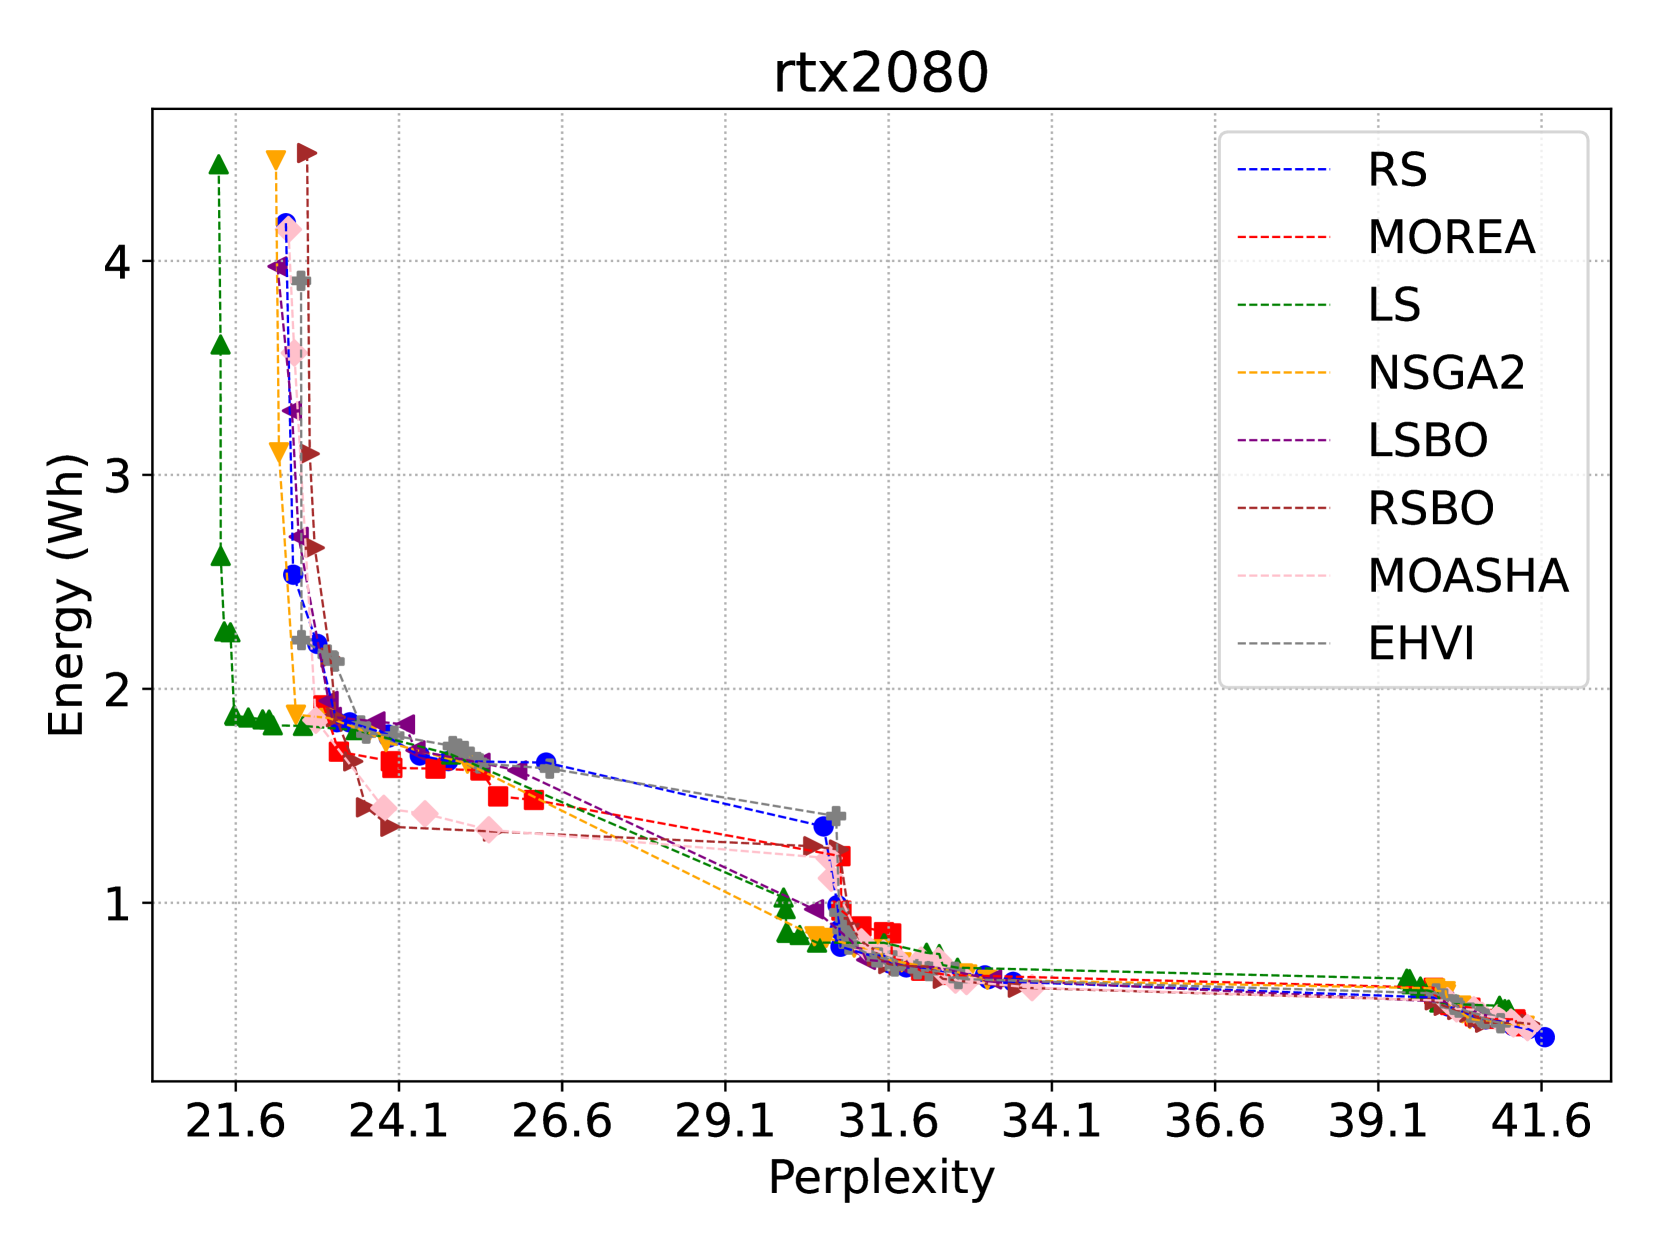 rtx2080
RS
MOREA
LS
NSGA2
LSBO
RSBO
MOASHA
EHVI
4
3
2
1
Energy (Wh)
21.6 24.1 26.6 29.1 31.6 34.1 36.6 39.1 41.6
Perplexity